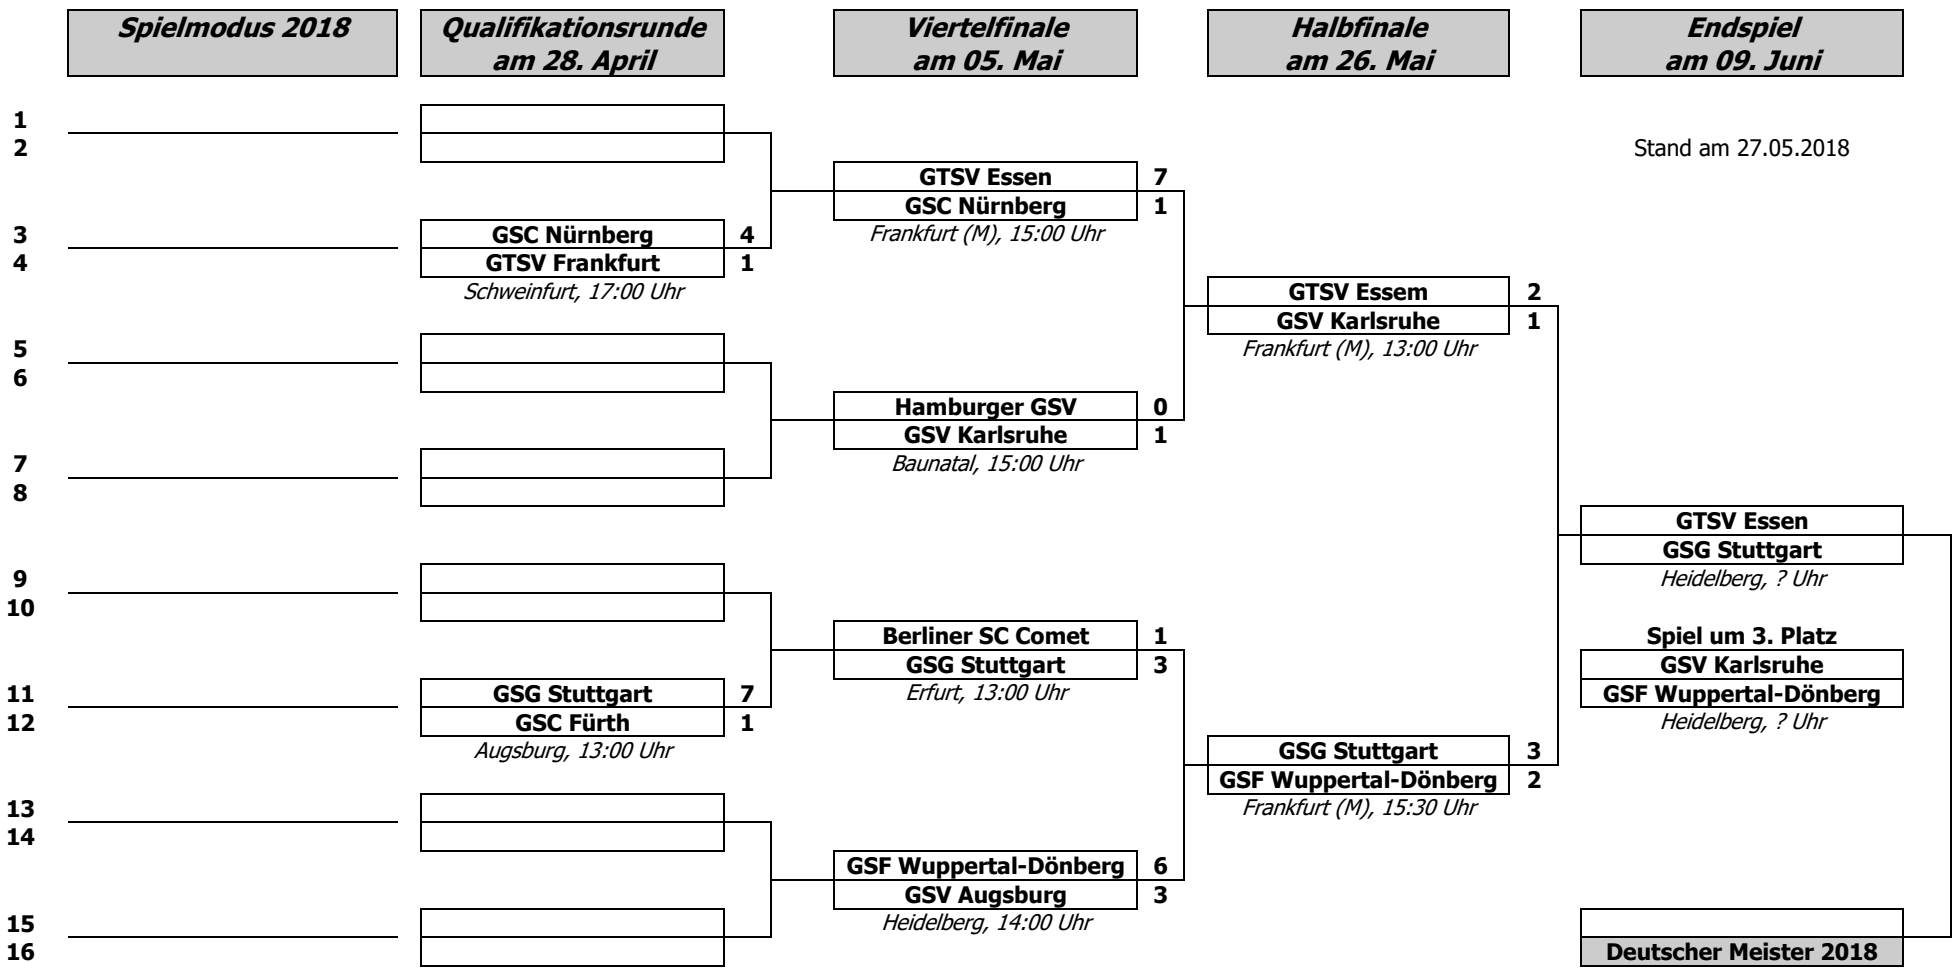 Spielmodus 2018
Qualifikationsrunde
am 28. April
Viertelfinale
am 05. Mai
Halbfinale
am 26. Mai
Endspiel
am 09. Juni
1
2
Stand am 27.05.2018
GTSV Essen 7
GSC Nürnberg 1
Frankfurt (M), 15:00 Uhr
3
4
GSC Nürnberg 4
GTSV Frankfurt 1
Schweinfurt, 17:00 Uhr
GTSV Essem 2
GSV Karlsruhe 1
Frankfurt (M), 13:00 Uhr
5
6
Hamburger GSV 0
GSV Karlsruhe 1
Baunatal, 15:00 Uhr
7
8
GTSV Essen
GSG Stuttgart
Heidelberg, ? Uhr
9
10
Berliner SC Comet 1
GSG Stuttgart 3
Erfurt, 13:00 Uhr
Spiel um 3. Platz
GSV Karlsruhe
GSF Wuppertal-Dönberg
Heidelberg, ? Uhr
11
12
GSG Stuttgart 7
GSC Fürth 1
Augsburg, 13:00 Uhr
GSG Stuttgart 3
GSF Wuppertal-Dönberg 2
Frankfurt (M), 15:30 Uhr
13
14
GSF Wuppertal-Dönberg 6
GSV Augsburg 3
Heidelberg, 14:00 Uhr
15
16
Deutscher Meister 2018